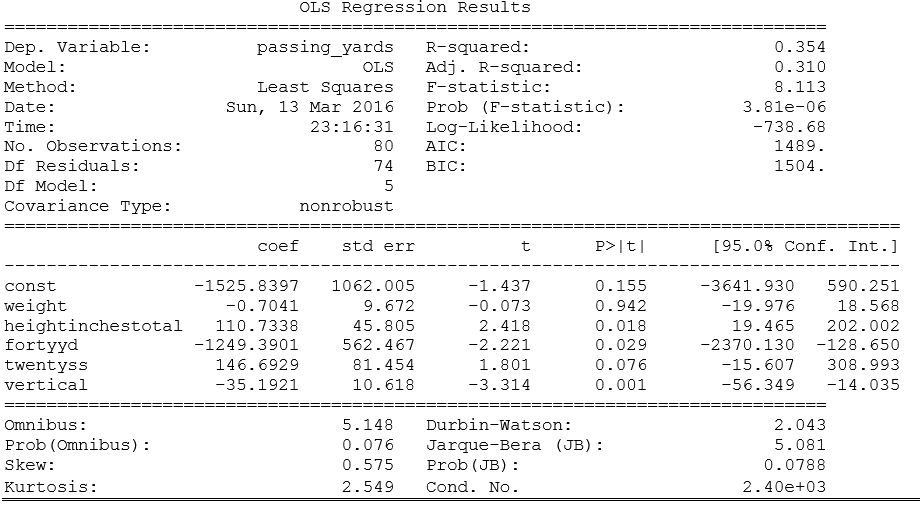 OLS Regression Results
Dep. Variable: passing_yards R-squared: 0.354
Model: OLS Adj. R-squared: 0.310
Method: Least Squares F-statistic: 8.113
Date: Sun, 13 Mar 2016 Prob (F-statistic): 3.81e-06
Time: 23:16:31 Log-Likelihood: -738.68
No. Observations: 80 AIC: 1489.
Df Residuals: 74 BIC: 1504.
Df Model: 5
Covariance Type: nonrobust
coef std err t P>|t| [95.0% Conf. Int.]
const -1525.8397 1062.005 -1.437 0.155 -3641.930 590.251
weight -0.7041 9.672 -0.073 0.942 -19.976 18.568
heightinchestotal 110.7338 45.805 2.418 0.018 19.465 202.002
fortyyd -1249.3901 562.467 -2.221 0.029 -2370.130 -128.650
twentyss 146.6929 81.454 1.801 0.076 -15.607 308.993
vertical -35.1921 10.618 -3.314 0.001 -56.349 -14.035
Omnibus: 5.148 Durbin-Watson: 2.043
Prob(Omnibus): 0.076 Jarque-Bera (JB): 5.081
Skew: 0.575 Prob(JB): 0.0788
Kurtosis: 2.549 Cond. No. 2.40e+03